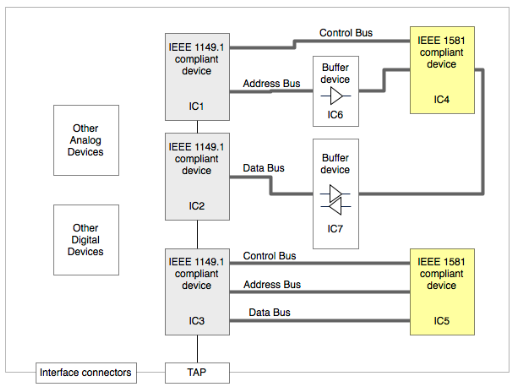 Control Bus
IEEE 1149.1
compliant
device
IC1
Address Bus
Buffer
device
IC6
IEEE 1581
compliant
device
IC4
Other
Analog
Devices
IEEE 1149.1
compliant
device
IC2
Data Bus
Buffer
device
IC7
Other
Digital
Devices
IEEE 1149.1
compliant
device
IC3
Control Bus
Address Bus
Data Bus
IEEE 1581
compliant
device
IC5
Interface connectors
TAP